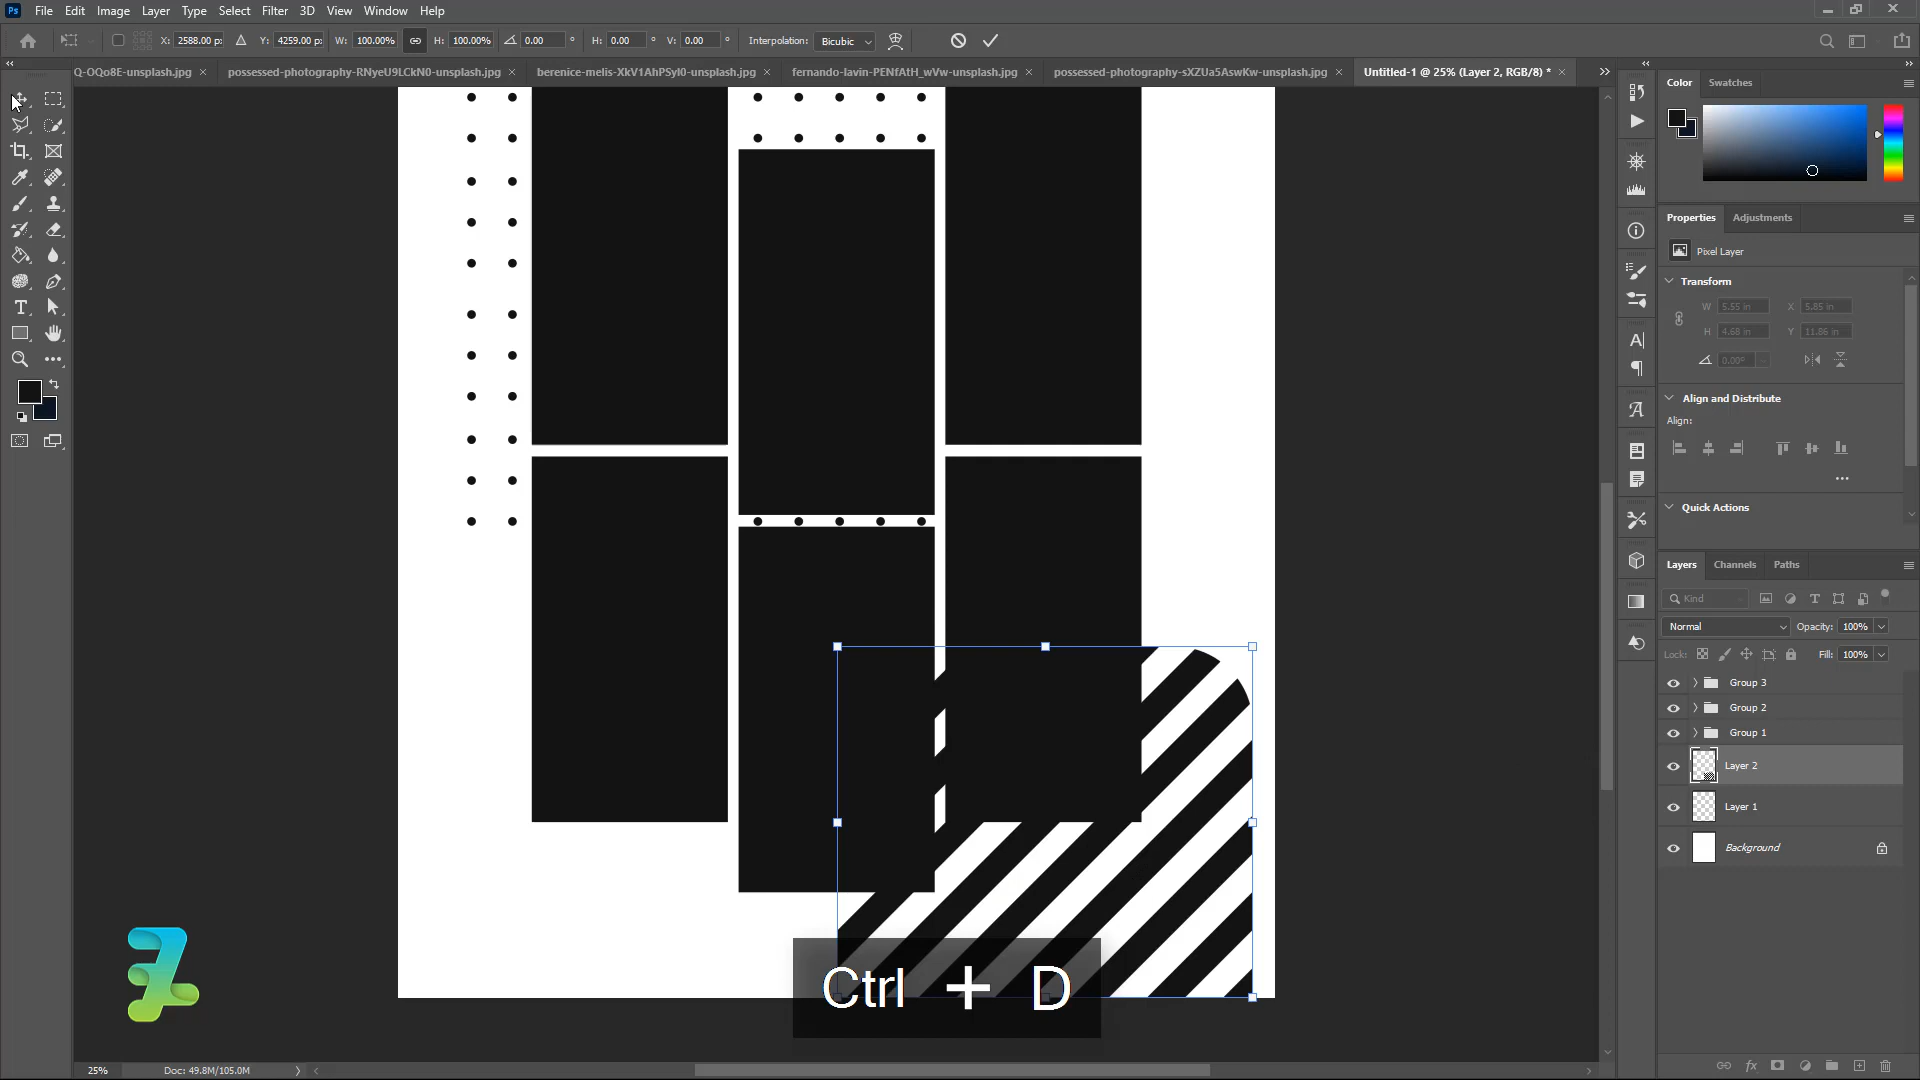 Ps File Edit Image Layer Type Select Filter 3D View Window Help
X: 2588.00 px Y: 4259.00 px W: 100.00% H: 100.00% 0.00 ° H: 0.00 ° V: 0.00 ° Interpolation: Bicubic
Q-OQo8E-unsplash.jpg × possessed-photography-RNyeU9LCkN0-unsplash.jpg × berenice-melis-XkV1AhPSyl0-unsplash.jpg × fernando-lavin-PENfAtH_wVw-unsplash.jpg × possessed-photography-sXZUa5AswKw-unsplash.jpg × Untitled-1 @ 25% (Layer 2, RGB/8) * ×
Color Swatches
Properties Adjustments
Pixel Layer
Transform
W 5.55 in X 5.85 in
H 4.68 in Y 11.86 in
0.00°
Align and Distribute
Align:
Quick Actions
Layers Channels Paths
Kind
Normal Opacity: 100%
Lock: Fill: 100%
Group 3
Group 2
Group 1
Layer 2
Layer 1
Background
Ctrl + D
25% Doc: 49.8M/105.0M